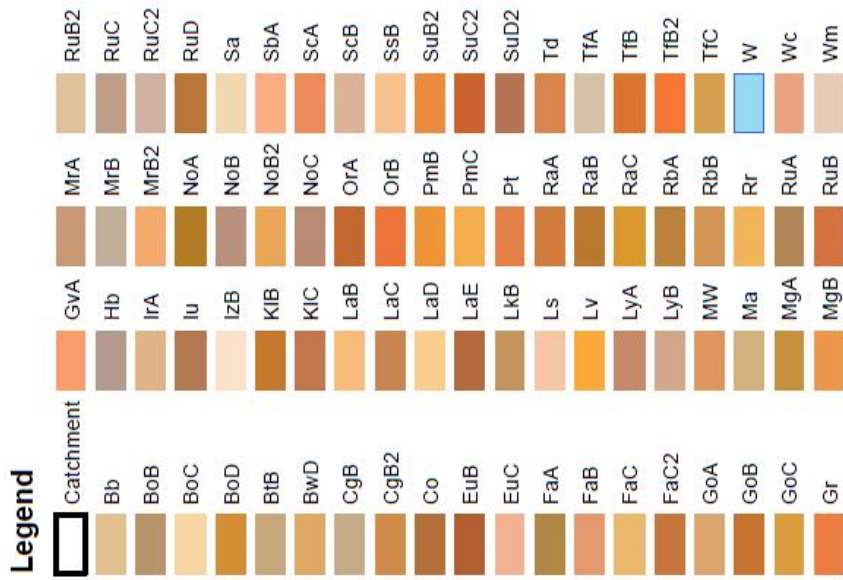 Legend
Catchment
Bb
BoB
BoC
BoD
BtB
BwD
CgB
CgB2
Co
EuB
EuC
FaA
FaB
FaC
FaC2
GoA
GoB
GoC
Gr
GvA
Hb
IrA
Iu
IzB
KlB
KlC
LaB
LaC
LaD
LaE
LkB
Ls
Lv
LyA
LyB
MW
Ma
MgA
MgB
MrA
MrB
MrB2
NoA
NoB
NoB2
NoC
OrA
OrB
PmB
PmC
Pt
RaA
RaB
RaC
RbA
RbB
Rr
RuA
RuB
RuB2
RuC
RuC2
RuD
Sa
SbA
ScA
ScB
SsB
SuB2
SuC2
SuD2
Td
TfA
TfB
TfB2
TfC
W
Wc
Wm